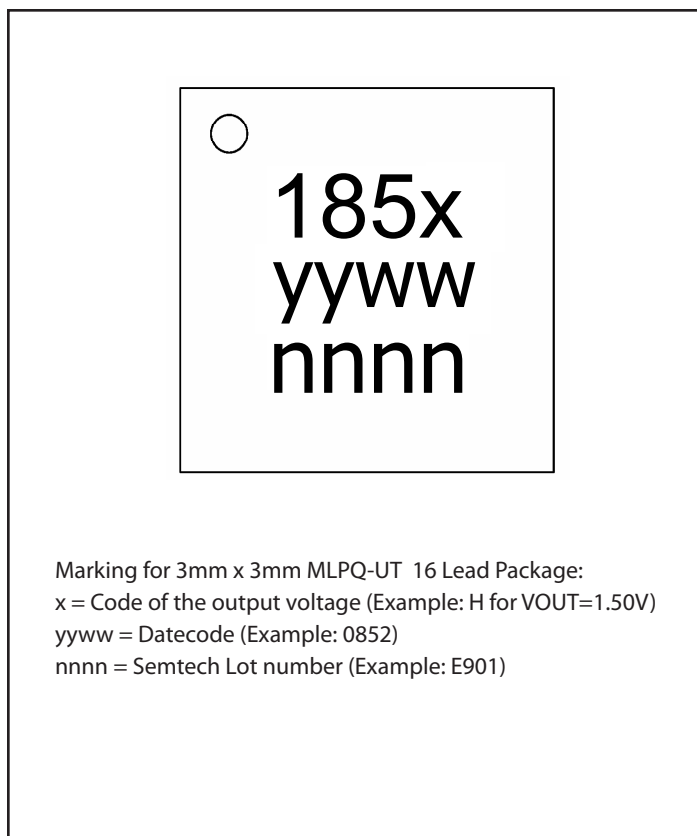 185x
yyww
nnnn
Marking for 3mm x 3mm MLPQ-UT 16 Lead Package:
x = Code of the output voltage (Example: H for VOUT=1.50V)
yyww = Datecode (Example: 0852)
nnnn = Semtech Lot number (Example: E901)